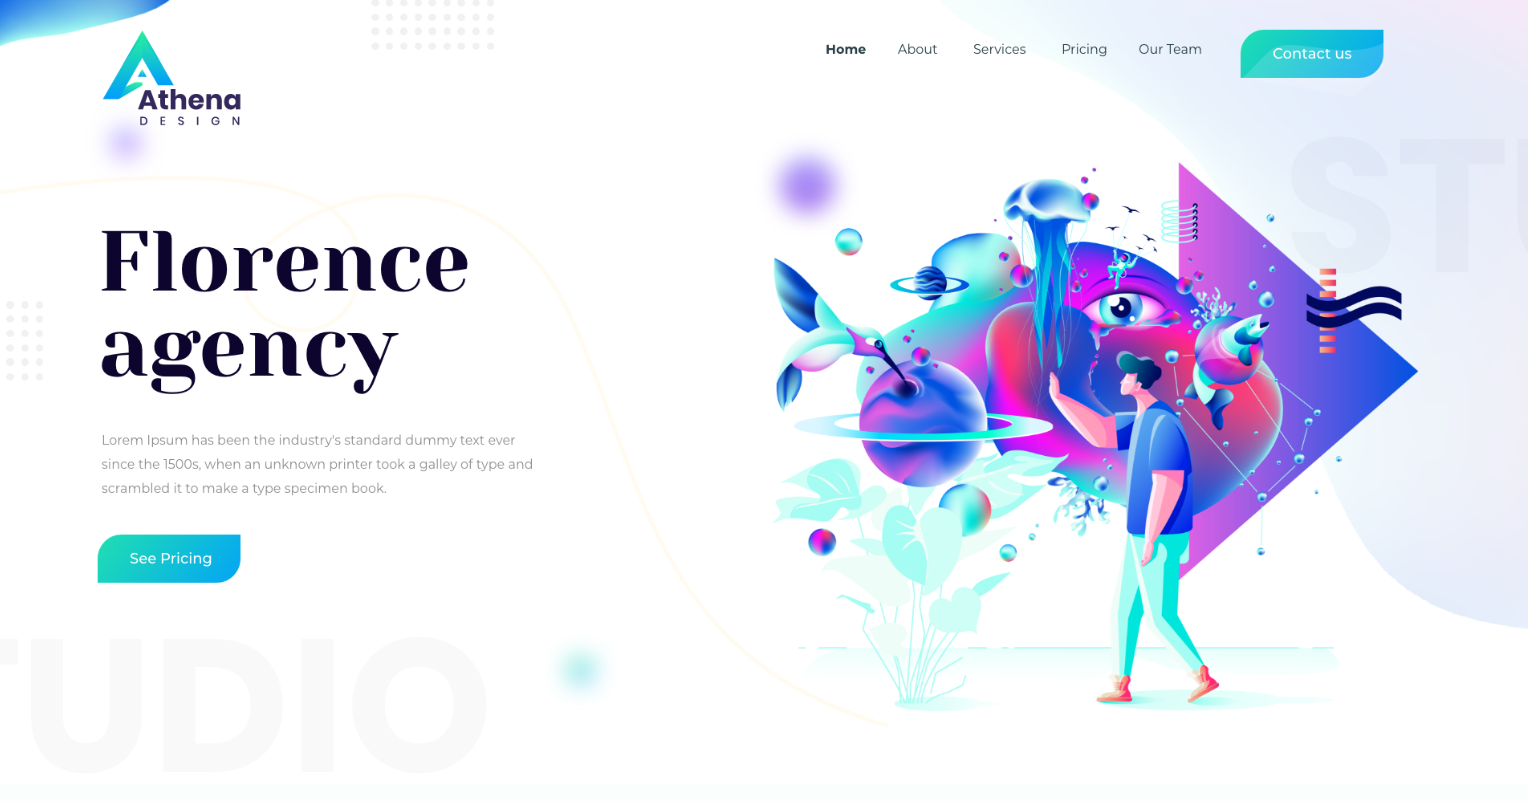 Athena
DESIGN
Home
About
Services
Pricing
Our Team
Contact us
Florence
agency
Lorem Ipsum has been the industry's standard dummy text ever
since the 1500s, when an unknown printer took a galley of type and
scrambled it to make a type specimen book.
See Pricing
STU
TUDIO